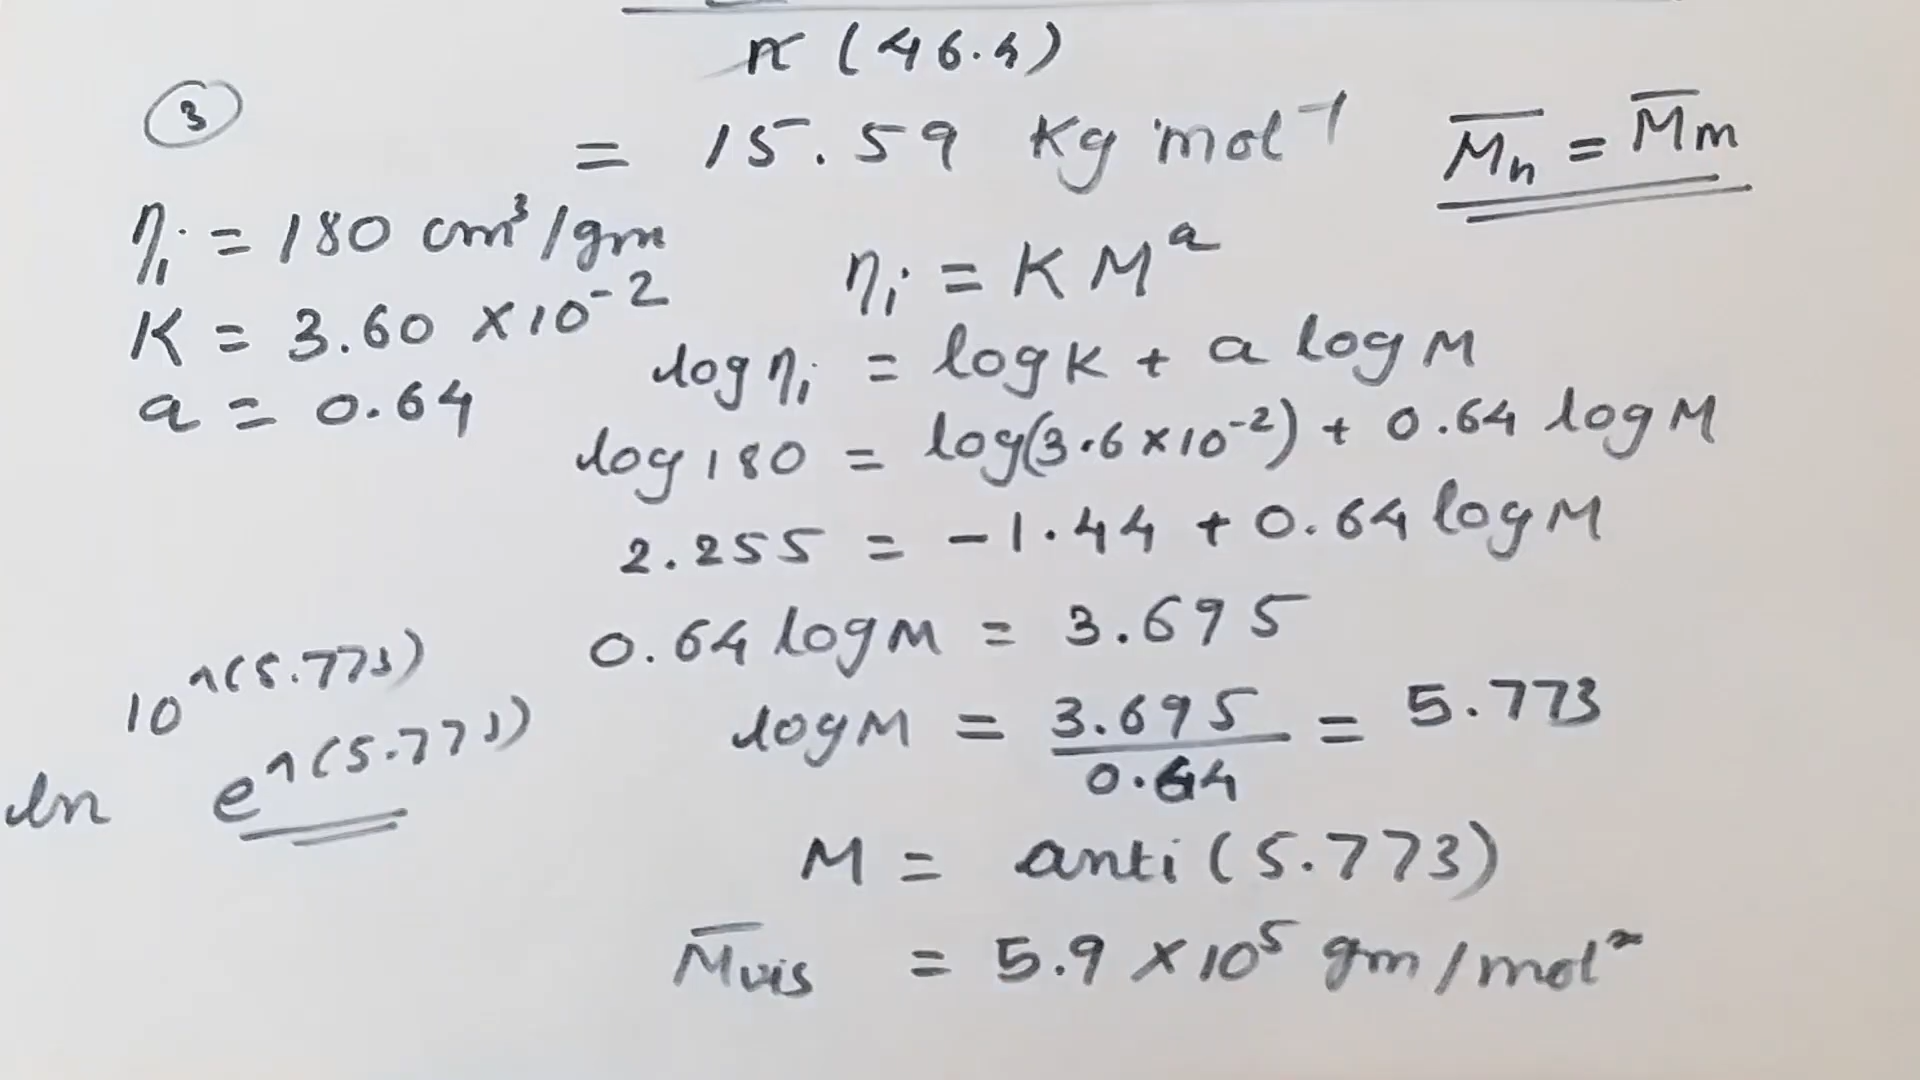 π (46.4)
③
= 15.59 Kg mol⁻¹
M̅n = M̅m
ηi = 180 cm³/gm
K = 3.60 ×10⁻²
a = 0.64
ηi = K Mᵃ
log ηi = log K + a log M
log 180 = log(3.6×10⁻²) + 0.64 log M
2.255 = -1.44 + 0.64 log M
0.64 log M = 3.695
log M = 3.695/0.64 = 5.773
10^(5.773)
ln e^(5.773)
M = anti(5.773)
M̅vis = 5.9 ×10⁵ gm/mol